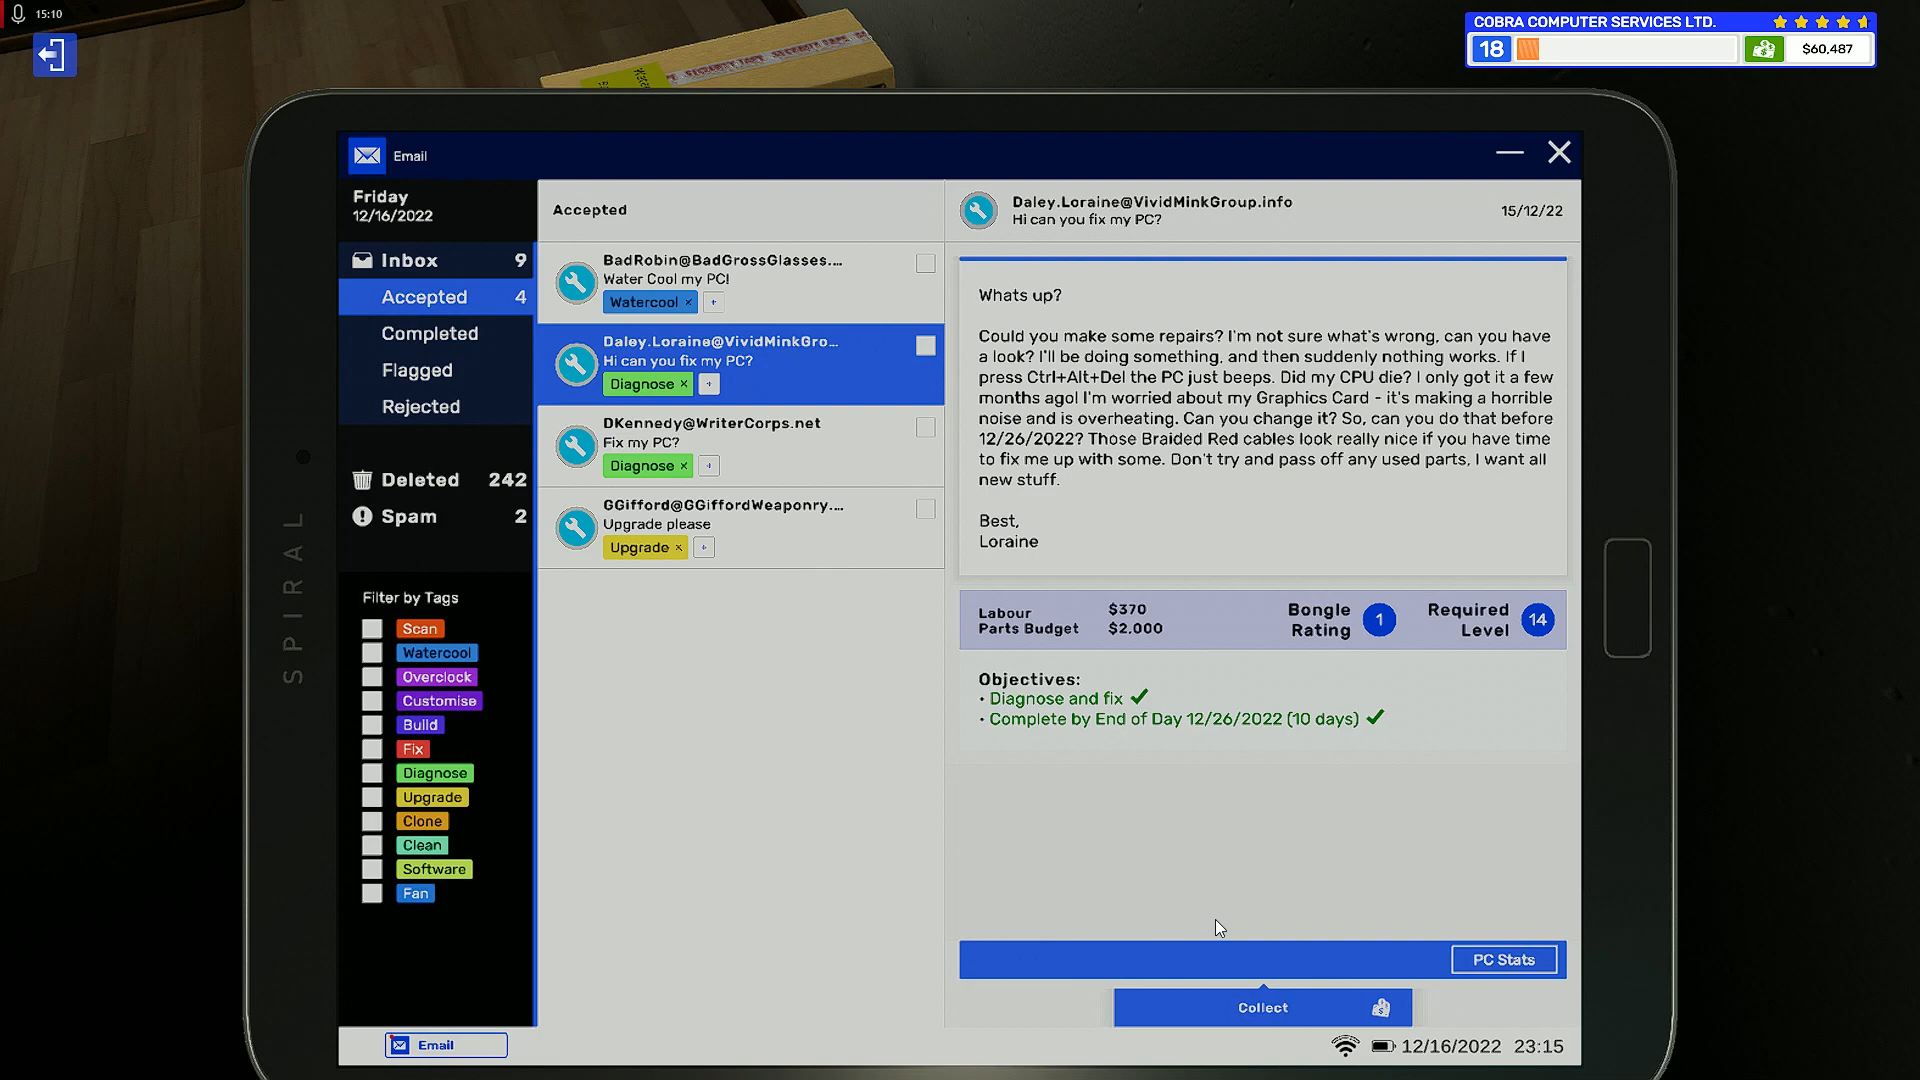 15:10
COBRA COMPUTER SERVICES LTD.
18
$60,487
SECURITY TAPE
Email
Friday
12/16/2022
Inbox 9
Accepted 4
Completed
Flagged
Rejected
Deleted 242
Spam 2
Filter by Tags
Scan
Watercool
Overclock
Customise
Build
Fix
Diagnose
Upgrade
Clone
Clean
Software
Fan
Accepted
BadRobin@BadGrossGlasses....
Water Cool my PC!
Watercool × +
Daley.Loraine@VividMinkGro...
Hi can you fix my PC?
Diagnose × +
DKennedy@WriterCorps.net
Fix my PC?
Diagnose × +
GGifford@GGiffordWeaponry....
Upgrade please
Upgrade × +
Daley.Loraine@VividMinkGroup.info
Hi can you fix my PC?
15/12/22
Whats up?
Could you make some repairs? I'm not sure what's wrong, can you have
a look? I'll be doing something, and then suddenly nothing works. If I
press Ctrl+Alt+Del the PC just beeps. Did my CPU die? I only got it a few
months ago! I'm worried about my Graphics Card - it's making a horrible
noise and is overheating. Can you change it? So, can you do that before
12/26/2022? Those Braided Red cables look really nice if you have time
to fix me up with some. Don't try and pass off any used parts, I want all
new stuff.
Best,
Loraine
Labour $370
Parts Budget $2,000
Bongle
Rating
1
Required
Level
14
Objectives:
• Diagnose and fix ✓
• Complete by End of Day 12/26/2022 (10 days) ✓
PC Stats
Collect
Email
12/16/2022 23:15
SPIRAL